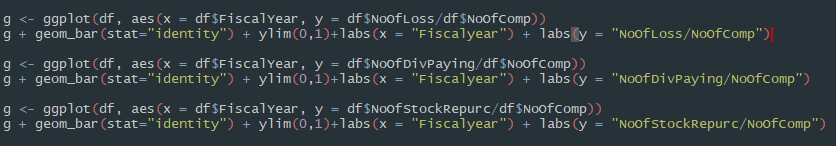 g <- ggplot(df, aes(x = df$FiscalYear, y = df$NoOfLoss/df$NoOfComp))
g + geom_bar(stat="identity") + ylim(0,1)+labs(x = "Fiscalyear") + labs(y = "NoOfLoss/NoOfComp")
g <- ggplot(df, aes(x = df$FiscalYear, y = df$NoOfDivPaying/df$NoOfComp))
g + geom_bar(stat="identity") + ylim(0,1)+labs(x = "Fiscalyear") + labs(y = "NoOfDivPaying/NoOfComp")
g <- ggplot(df, aes(x = df$FiscalYear, y = df$NoOfStockRepurc/df$NoOfComp))
g + geom_bar(stat="identity") + ylim(0,1)+labs(x = "Fiscalyear") + labs(y = "NoOfStockRepurc/NoOfComp")